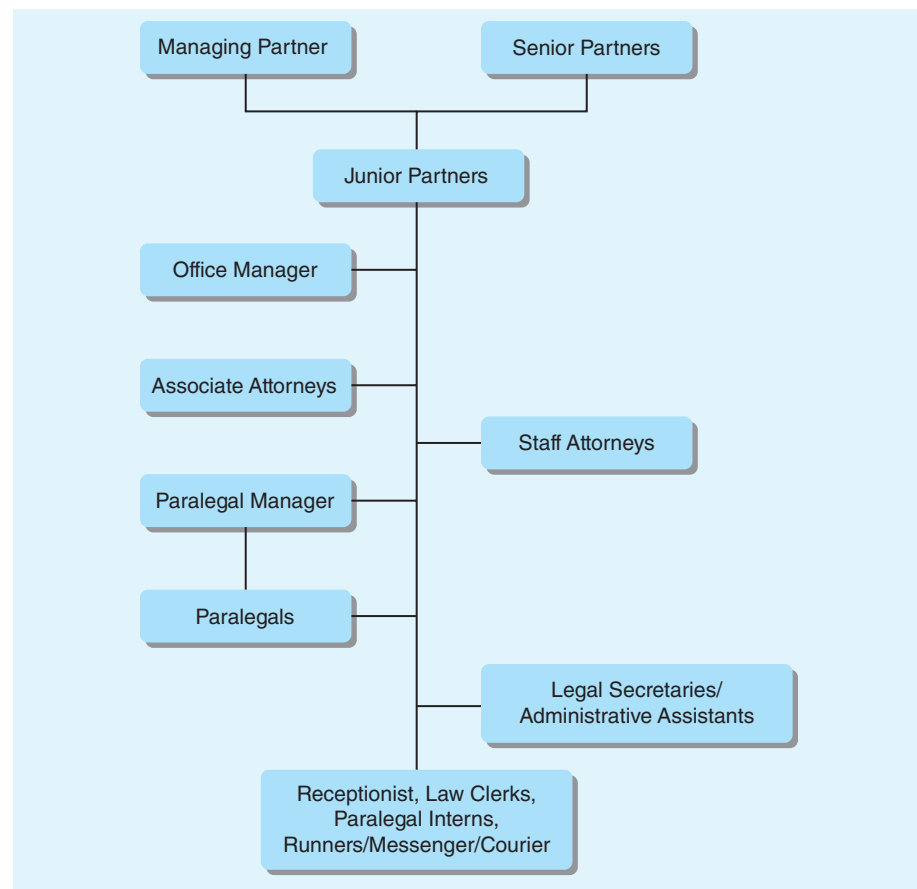 Managing Partner
Senior Partners
Junior Partners
Office Manager
Associate Attorneys
Staff Attorneys
Paralegal Manager
Paralegals
Legal Secretaries/
Administrative Assistants
Receptionist, Law Clerks,
Paralegal Interns,
Runners/Messenger/Courier